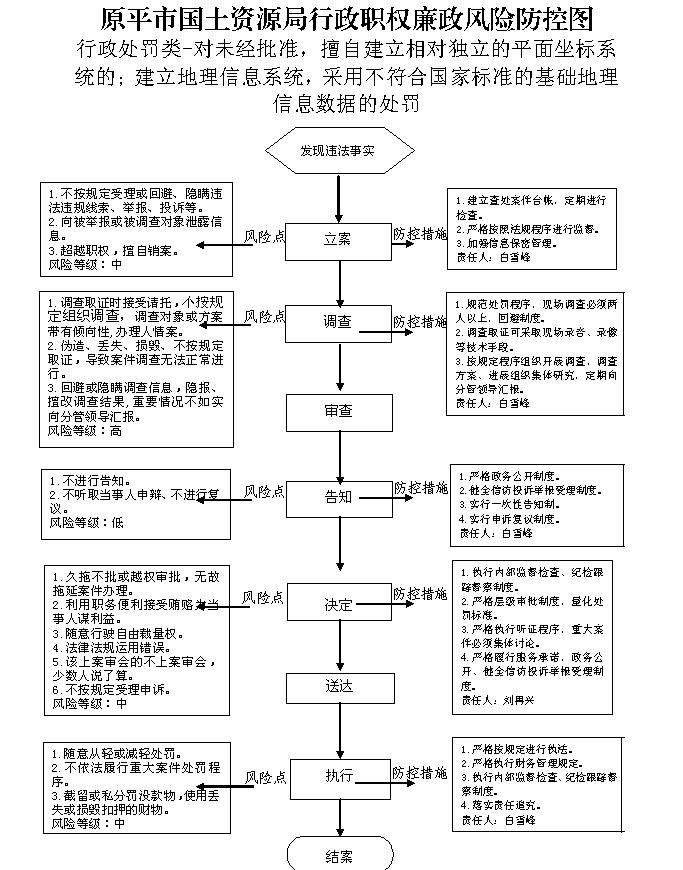 原平市国土资源局行政职权廉政风险防控图
行政处罚类-对未经批准，擅自建立相对独立的平面坐标系
统的；建立地理信息系统，采用不符合国家标准的基础地理
信息数据的处罚
发现违法事实
1.不按规定受理或回避、隐瞒违
法违规线索、举报、投诉等。
2.向被举报或被调查对象泄露信
息。
3.超越职权，擅自销案。
风险等级：中
风险点
立案
防控措施
1.建立查处案件台帐，定期进行
检查。
2.严格按照法规程序进行监督。
3.加强信息保密管理。
责任人：白雪峰
1.调查取证时接受请托，不按规
定组织调查，调查对象或方案
带有倾向性,办理人情案。
2.伪造、丢失、损毁、不按规定
取证，导致案件调查无法正常进
行。
3.回避或隐瞒调查信息，隐报、
揎改调查结果,重要情况不如实
向分管领导汇报。
风险等级：高
风险点
调查
防控措施
1.规范处罚程序，现场调查必须两
人以上，回避制度。
2.调查取证可采取现场录音、录像
等技术手段。
3.按规定程序组织开展调查，调查
方案、进展组织集体研究，定期向
分管领导汇报。
责任人：白雪峰
审查
1.不进行告知。
2.不听取当事人申辩、不进行复
议。
风险等级：低
风险点
告知
防控措施
1.严格政务公开制度。
2.健全信访投诉举报受理制度。
3.实行一次性告知制。
4.实行申诉复议制度。
责任人：白雪峰
1.久拖不批或越权审批，无故
拖延案件办理。
2.利用职务便利接受贿赂为当
事人谋利益。
3.随意行驶自由裁量权。
4.法律法规运用错误。
5.该上案审会的不上案审会，
少数人说了算。
6.不按规定受理申诉。
风险等级：中
风险点
决定
防控措施
1.执行内部监督检查、纪检跟
踪督察制度。
2.严格层级审批制度，量化处
罚标准。
3.严格执行听证程序，重大案
件必须集体讨论。
4.严格履行服务承诺，政务公
开、健全信访投诉举报受理制
度。
责任人：刘再兴
送达
1.随意从轻或减轻处罚。
2.不依法履行重大案件处罚程
序。
3.截留或私分罚没款物，使用丢
失或损毁扣押的财物。
风险等级：中
风险点
执行
防控措施
1.严格按规定进行执法。
2.严格执行财务管理规定。
3.执行内部监督检查、纪检跟踪督
察制度。
4.落实责任追究。
责任人：白雪峰
结案